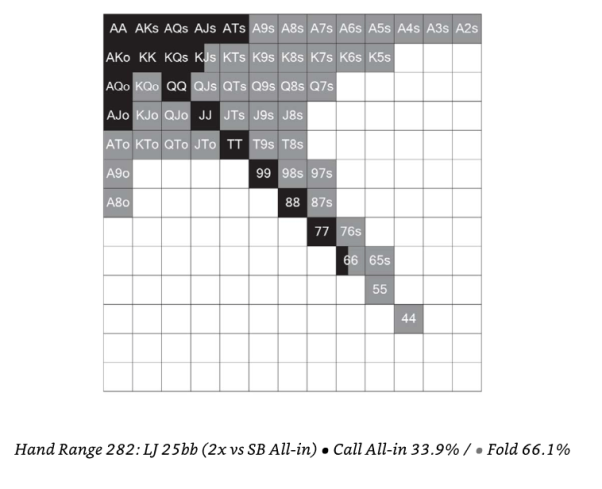 AA AKs AQs AJs ATs A9s A8s A7s A6s A5s A4s A3s A2s
AKo KK KQs KJs KTs K9s K8s K7s K6s K5s
AQo KQo QQ QJs QTs Q9s Q8s Q7s
AJo KJo QJo JJ JTs J9s J8s
ATo KTo QTo JTo TT T9s T8s
A9o 99 98s 97s
A8o 88 87s
77 76s
66 65s
55
44
Hand Range 282: LJ 25bb (2x vs SB All-in) • Call All-in 33.9% / • Fold 66.1%